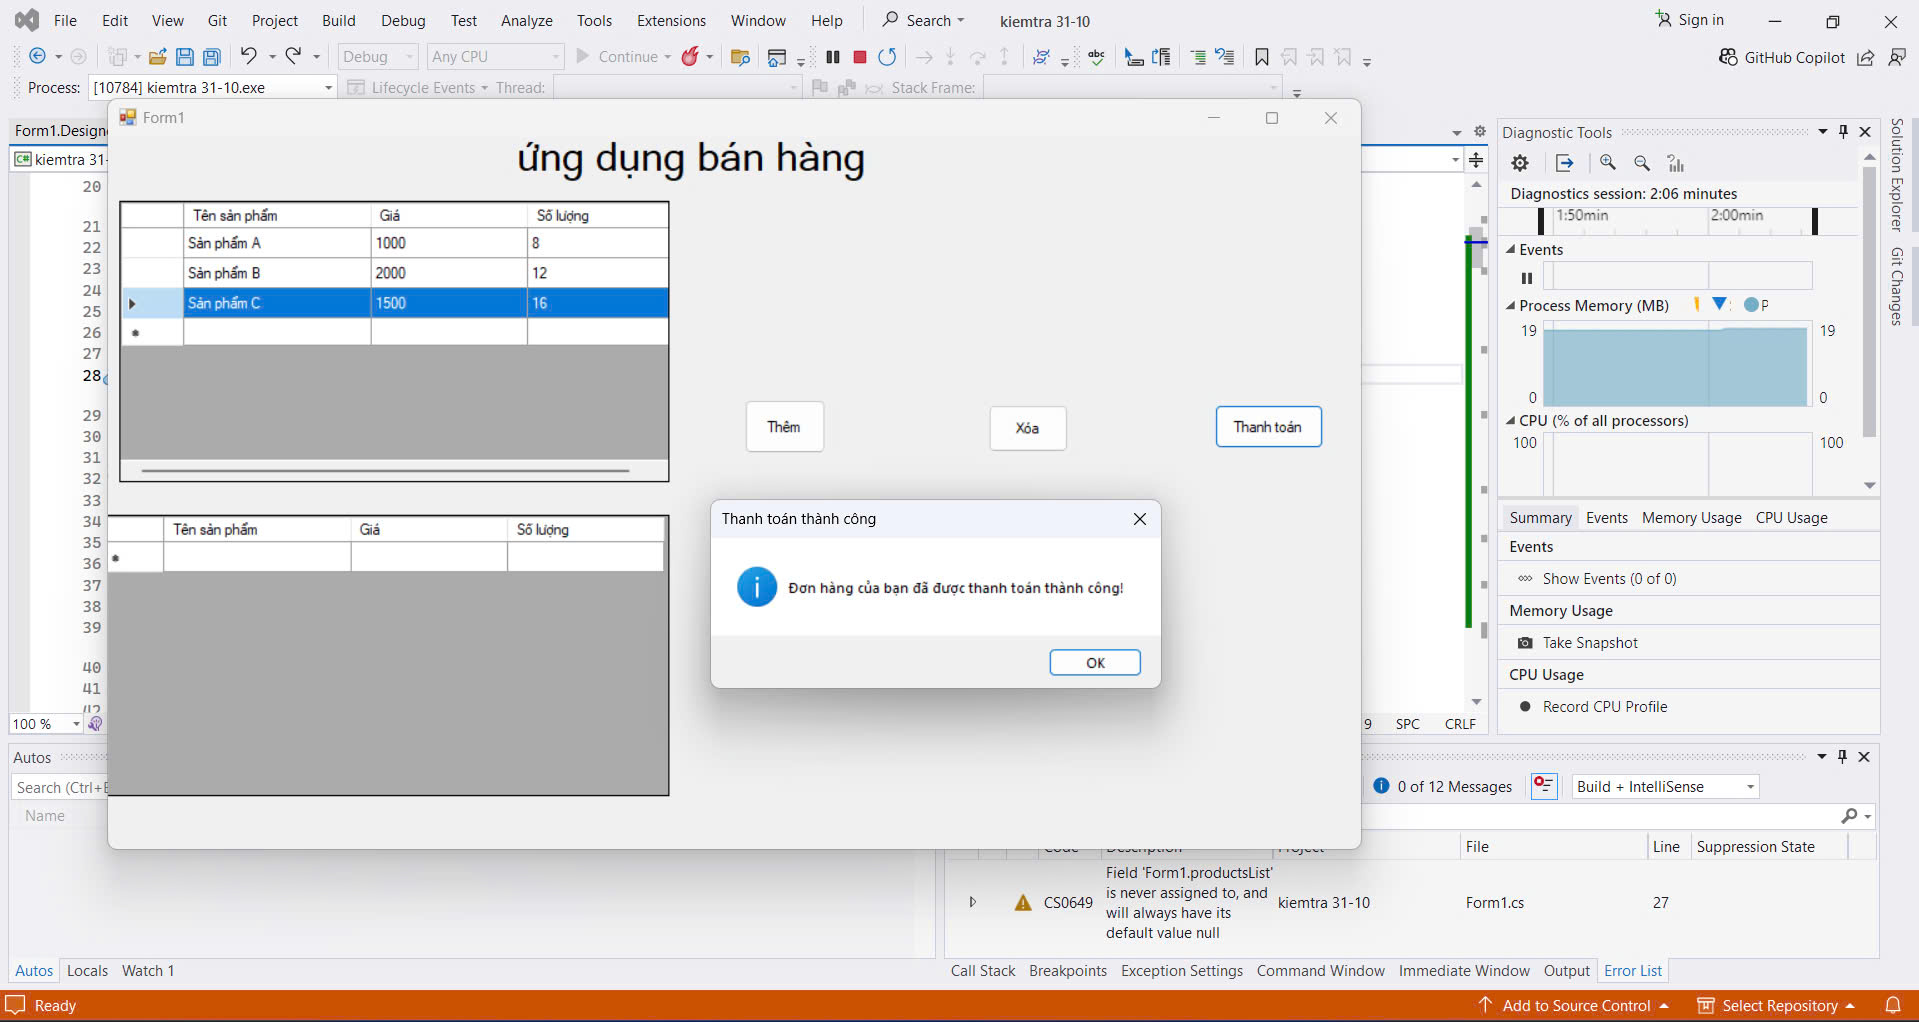 File Edit View Git Project Build Debug Test Analyze Tools Extensions Window Help Search kiemtra 31-10 Sign in
Debug Any CPU Continue GitHub Copilot
Process: [10784] kiemtra 31-10.exe Lifecycle Events Thread: Stack Frame:
Form1.Design
C# kiemtra 31-
20
21
22
23
24
25
26
27
28
29
30
31
32
33
34
35
36
37
38
39
40
41
42
100 %
Form1
ứng dụng bán hàng
Tên sản phẩm Giá Số lượng
Sản phẩm A 1000 8
Sản phẩm B 2000 12
Sản phẩm C 1500 16
Thêm Xóa Thanh toán
Tên sản phẩm Giá Số lượng
Thanh toán thành công
Đơn hàng của bạn đã được thanh toán thành công!
OK
9 SPC CRLF
Diagnostic Tools
Diagnostics session: 2:06 minutes
1:50min 2:00min
Events
Process Memory (MB) P
19 19
0 0
CPU (% of all processors)
100 100
Summary Events Memory Usage CPU Usage
Events
Show Events (0 of 0)
Memory Usage
Take Snapshot
CPU Usage
Record CPU Profile
Solution Explorer
Git Changes
Autos
Search (Ctrl+E
Name
0 of 12 Messages Build + IntelliSense
Code Description Project File Line Suppression State
CS0649 Field 'Form1.productsList' is never assigned to, and will always have its default value null kiemtra 31-10 Form1.cs 27
Autos Locals Watch 1
Call Stack Breakpoints Exception Settings Command Window Immediate Window Output Error List
Ready Add to Source Control Select Repository